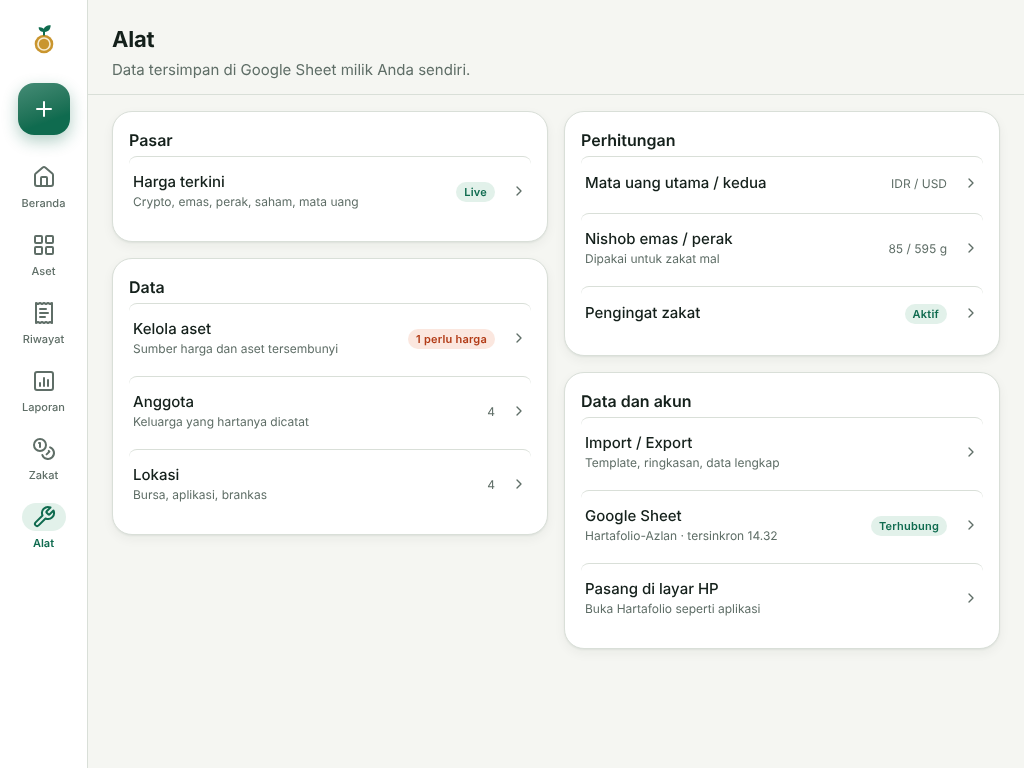 Beranda
Aset
Riwayat
Laporan
Zakat
Alat
Alat
Data tersimpan di Google Sheet milik Anda sendiri.
Pasar
Harga terkini
Crypto, emas, perak, saham, mata uang
Live
Data
Kelola aset
Sumber harga dan aset tersembunyi
1 perlu harga
Anggota
Keluarga yang hartanya dicatat
4
Lokasi
Bursa, aplikasi, brankas
4
Perhitungan
Mata uang utama / kedua
IDR / USD
Nishob emas / perak
Dipakai untuk zakat mal
85 / 595 g
Pengingat zakat
Aktif
Data dan akun
Import / Export
Template, ringkasan, data lengkap
Google Sheet
Hartafolio-Azlan · tersinkron 14.32
Terhubung
Pasang di layar HP
Buka Hartafolio seperti aplikasi